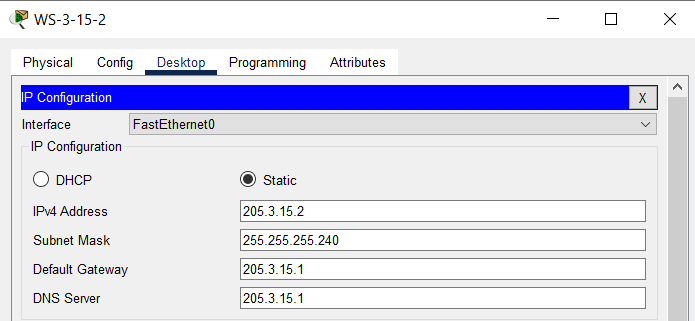 WS-3-15-2
Physical Config Desktop Programming Attributes
IP Configuration X
Interface FastEthernet0
IP Configuration
DHCP Static
IPv4 Address 205.3.15.2
Subnet Mask 255.255.255.240
Default Gateway 205.3.15.1
DNS Server 205.3.15.1